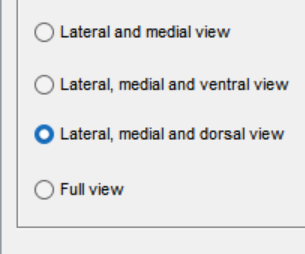 Lateral and medial view
Lateral, medial and ventral view
Lateral, medial and dorsal view
Full view